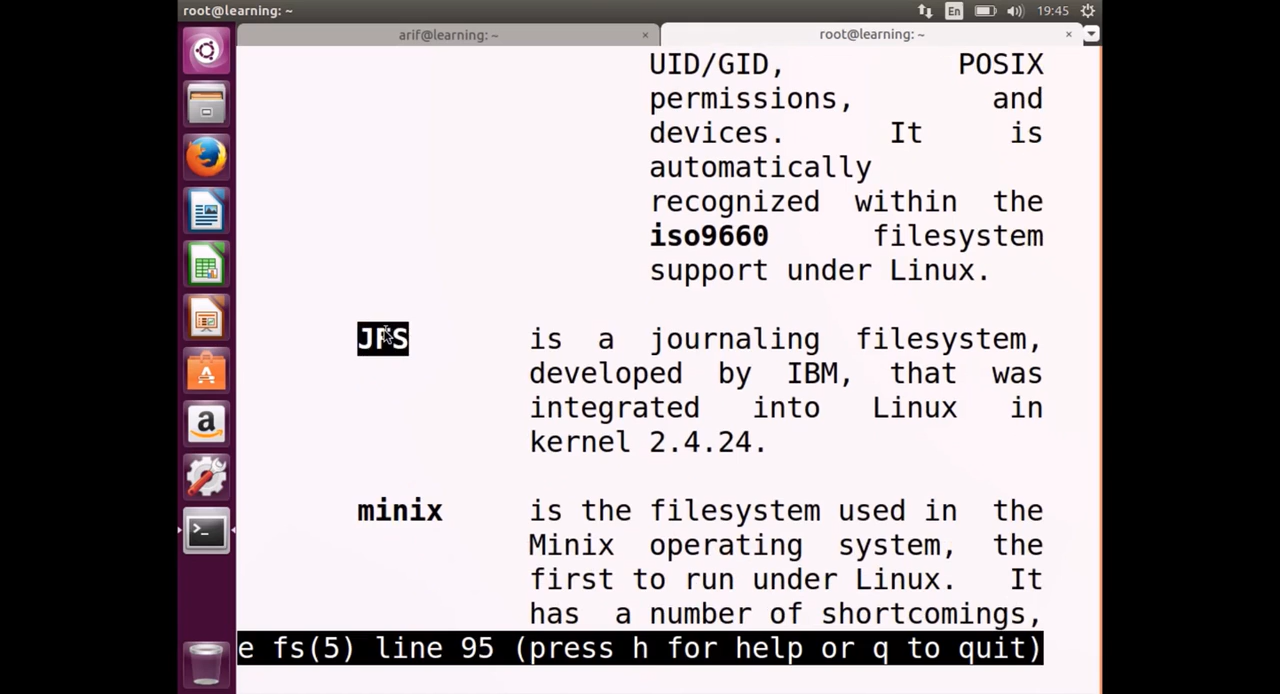 root@learning: ~
En
19:45
arif@learning: ~ ×
root@learning: ~ ×
UID/GID, POSIX
permissions, and
devices. It is
automatically
recognized within the
iso9660 filesystem
support under Linux.
JFS is a journaling filesystem,
developed by IBM, that was
integrated into Linux in
kernel 2.4.24.
minix is the filesystem used in the
Minix operating system, the
first to run under Linux. It
has a number of shortcomings,
e fs(5) line 95 (press h for help or q to quit)